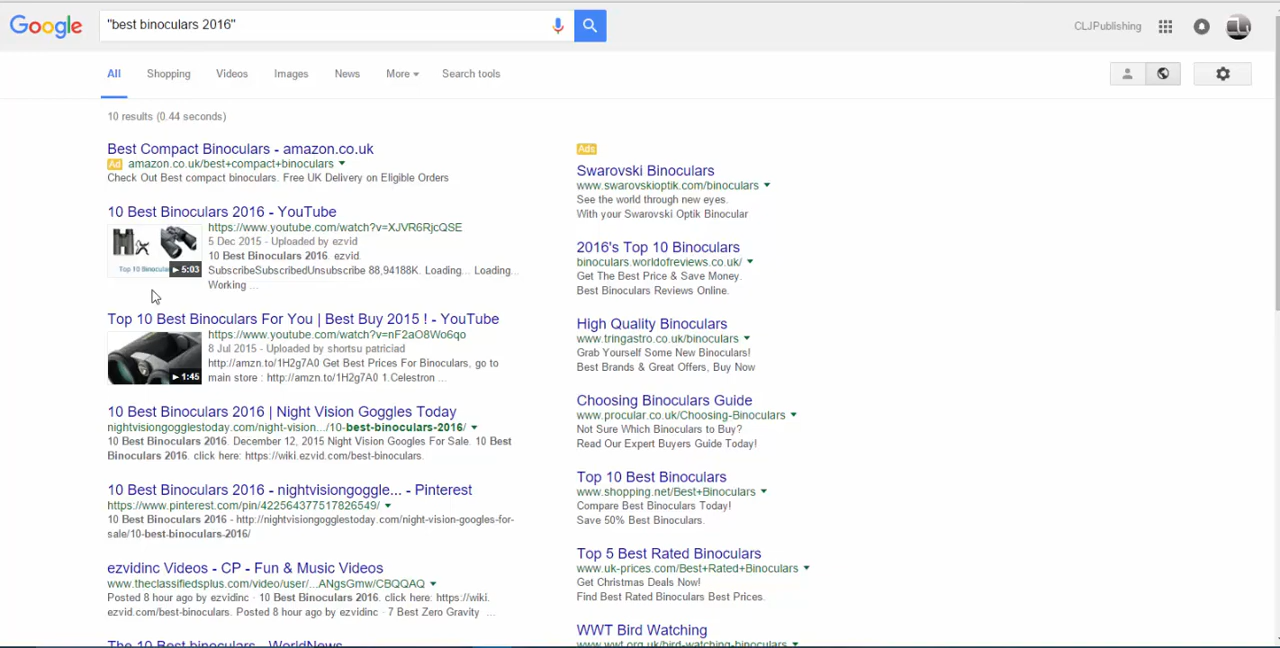 Google
"best binoculars 2016"
CLJPublishing
All Shopping Videos Images News More Search tools
10 results (0.44 seconds)
Best Compact Binoculars - amazon.co.uk
Ad amazon.co.uk/best+compact+binoculars
Check Out Best compact binoculars. Free UK Delivery on Eligible Orders
10 Best Binoculars 2016 - YouTube
Top 10 Binocula
5:03
https://www.youtube.com/watch?v=XJVR6RjcQSE
5 Dec 2015 - Uploaded by ezvid
10 Best Binoculars 2016. ezvid.
SubscribeSubscribedUnsubscribe 88,94188K. Loading... Loading...
Working ...
Top 10 Best Binoculars For You | Best Buy 2015 ! - YouTube
1:45
https://www.youtube.com/watch?v=nF2aO8Wo6qo
8 Jul 2015 - Uploaded by shortsu patriciad
http://amzn.to/1H2g7A0 Get Best Prices For Binoculars, go to
main store : http://amzn.to/1H2g7A0 1.Celestron ...
10 Best Binoculars 2016 | Night Vision Goggles Today
nightvisiongogglestoday.com/night-vision.../10-best-binoculars-2016/
10 Best Binoculars 2016. December 12, 2015 Night Vision Goggles For Sale. 10 Best
Binoculars 2016. click here: https://wiki.ezvid.com/best-binoculars.
10 Best Binoculars 2016 - nightvisiongoggle... - Pinterest
https://www.pinterest.com/pin/422564377517826549/
10 Best Binoculars 2016 - http://nightvisiongogglestoday.com/night-vision-goggles-for-
sale/10-best-binoculars-2016/
ezvidinc Videos - CP - Fun & Music Videos
www.theclassifiedsplus.com/video/user/...ANgsGmw/CBQQAQ
Posted 8 hour ago by ezvidinc · 10 Best Binoculars 2016. click here: https://wiki.
ezvid.com/best-binoculars. Posted 8 hour ago by ezvidinc · 7 Best Zero Gravity ...
The 10 Best binoculars - WorldNews
Ads
Swarovski Binoculars
www.swarovskioptik.com/binoculars
See the world through new eyes.
With your Swarovski Optik Binocular
2016's Top 10 Binoculars
binoculars.worldofreviews.co.uk/
Get The Best Price & Save Money.
Best Binoculars Reviews Online.
High Quality Binoculars
www.tringastro.co.uk/binoculars
Grab Yourself Some New Binoculars!
Best Brands & Great Offers, Buy Now
Choosing Binoculars Guide
www.procular.co.uk/Choosing-Binoculars
Not Sure Which Binoculars to Buy?
Read Our Expert Buyers Guide Today!
Top 10 Best Binoculars
www.shopping.net/Best+Binoculars
Compare Best Binoculars Today!
Save 50% Best Binoculars.
Top 5 Best Rated Binoculars
www.uk-prices.com/Best+Rated+Binoculars
Get Christmas Deals Now!
Find Best Rated Binoculars Best Prices.
WWT Bird Watching
www.wwt.org.uk/bird-watching-binoculars